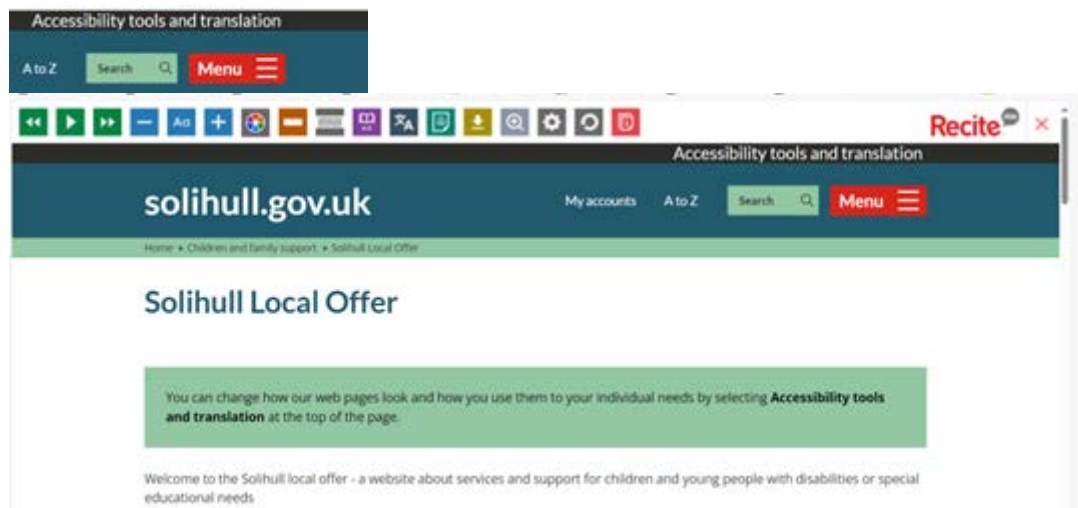 Accessibility tools and translation
A to Z Search Menu
Aa
Recite
Accessibility tools and translation
solihull.gov.uk My accounts A to Z Search Menu
Home Children and family support Solihull Local Offer
Solihull Local Offer
You can change how our web pages look and how you use them to your individual needs by selecting Accessibility tools
and translation at the top of the page.
Welcome to the Solihull local offer - a website about services and support for children and young people with disabilities or special
educational needs